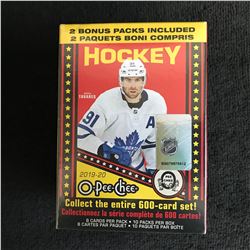 2 BONUS PACKS INCLUDED
2 PAQUETS BONI COMPRIS
HOCKEY
91
A
TAVARES
2019-20
O-Pee-Chee
Collect the entire 600-card set!
Collectionnez la série complète de 600 cartes!
8 CARDS PER PACK • 10 PACKS PER BOX
8 CARTES PAR PAQUET • 10 PAQUETS PAR BOÎTE